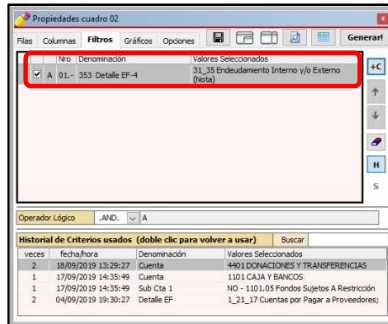 Propiedades cuadro 02
Filas Columnas Filtros Gráficos Opciones Generar!
Nro Denominación Valores Seleccionados
A 01.- 353 Detalle EF-4 31_35 Endeudamiento Interno y/o Externo (Nota)
+C
H
S
Operador Lógico .AND. A
Historial de Criterios usados (doble clic para volver a usar) Buscar
veces fecha/hora Denominación Valores Seleccionados
2 18/09/2019 13:29:27 Cuenta 4401 DONACIONES Y TRANSFERENCIAS
1 17/09/2019 14:35:49 Cuenta 1101 CAJA Y BANCOS
1 17/09/2019 14:35:49 Sub Cta 1 NO - 1101.05 Fondos Sujetos A Restricción
2 04/09/2019 19:30:27 Detalle EF 1_21_17 Cuentas por Pagar a Proveedores;